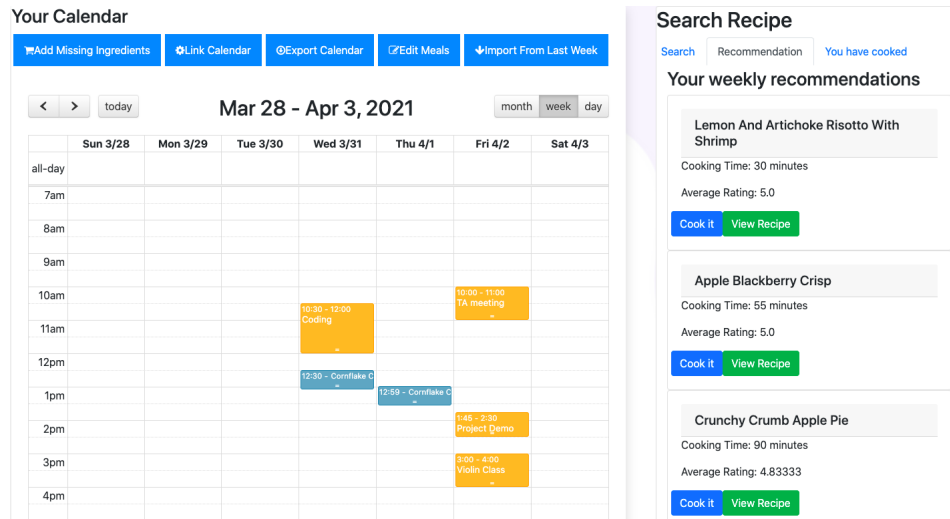 Your Calendar
Add Missing Ingredients
Link Calendar
Export Calendar
Edit Meals
Import From Last Week
today
Mar 28 - Apr 3, 2021
month week day
Sun 3/28 Mon 3/29 Tue 3/30 Wed 3/31 Thu 4/1 Fri 4/2 Sat 4/3
all-day
7am
8am
9am
10am
11am
12pm
1pm
2pm
3pm
4pm
10:30 - 12:00
Coding
12:30 - Cornflake C
12:59 - Cornflake C
10:00 - 11:00
TA meeting
1:45 - 2:30
Project Demo
3:00 - 4:00
Violin Class
Search Recipe
Search Recommendation You have cooked
Your weekly recommendations
Lemon And Artichoke Risotto With
Shrimp
Cooking Time: 30 minutes
Average Rating: 5.0
Cook it View Recipe
Apple Blackberry Crisp
Cooking Time: 55 minutes
Average Rating: 5.0
Cook it View Recipe
Crunchy Crumb Apple Pie
Cooking Time: 90 minutes
Average Rating: 4.83333
Cook it View Recipe